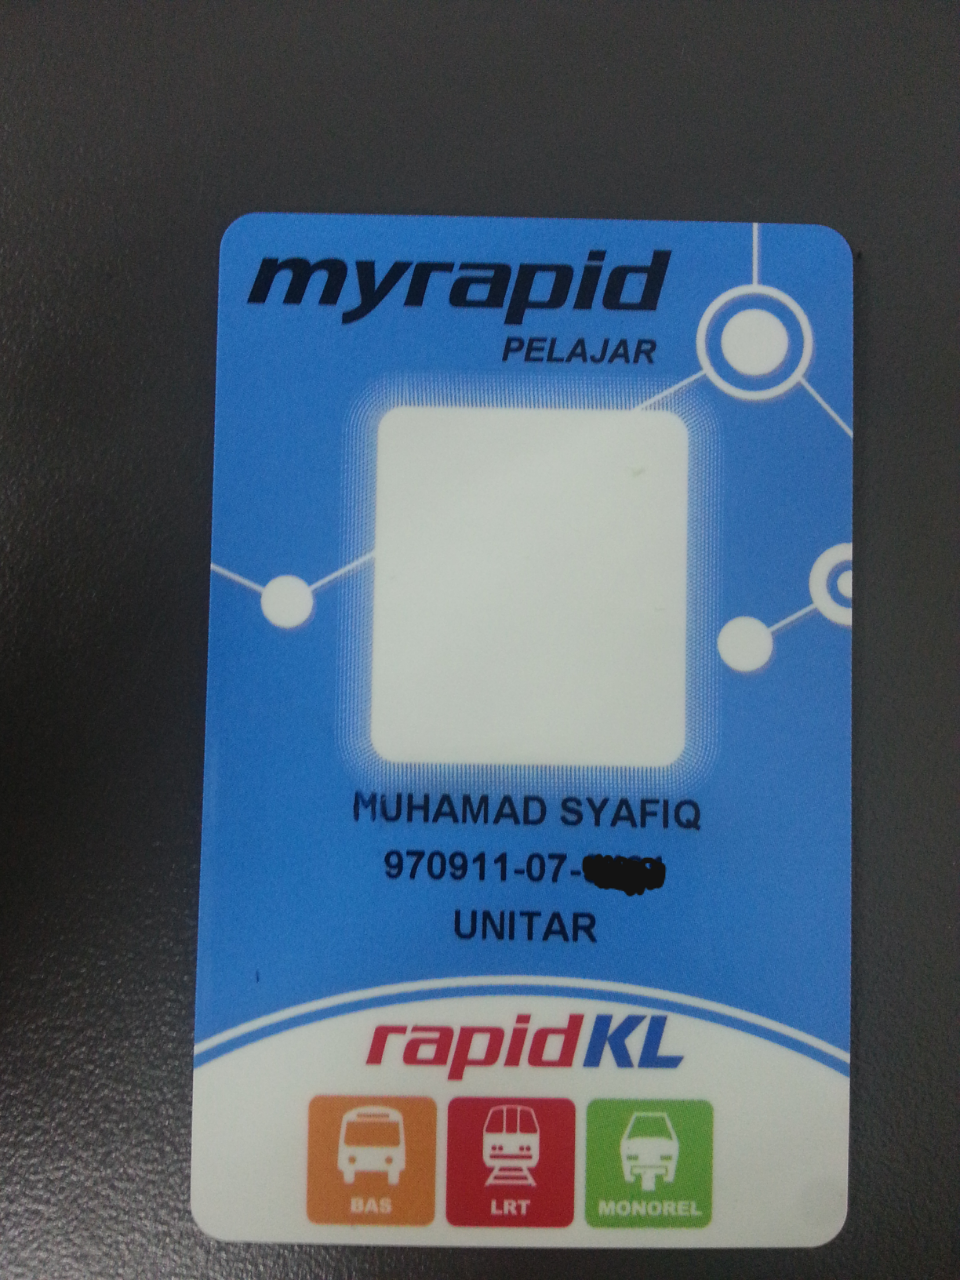 myrapid
PELAJAR
MUHAMAD SYAFIQ
970911-07-
UNITAR
rapidKL
BAS LRT MONOREL